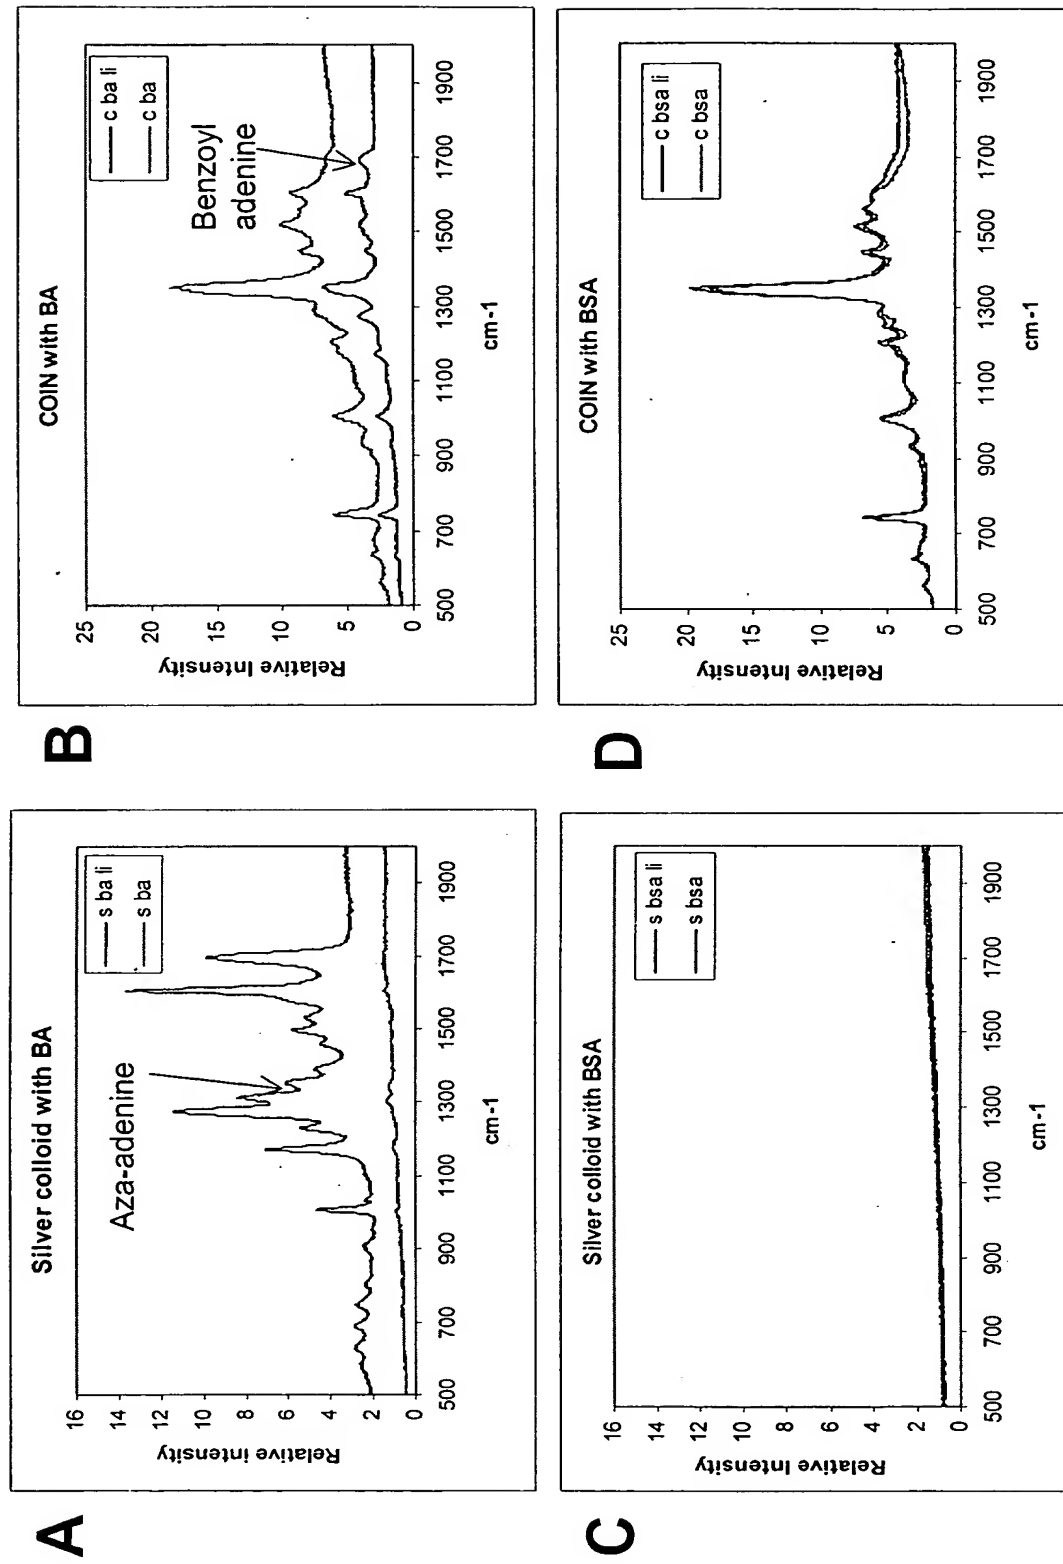 A
Silver colloid with BA
Relative intensity
16
14
12
10
8
6
4
2
0
s ba li
s ba
Aza-adenine
500 700 900 1100 1300 1500 1700 1900
cm-1
B
COIN with BA
Relative Intensity
25
20
15
10
5
0
c ba li
c ba
Benzoyl
adenine
500 700 900 1100 1300 1500 1700 1900
cm-1
C
Silver colloid with BSA
Relative Intensity
16
14
12
10
8
6
4
2
0
s bsa li
s bsa
500 700 900 1100 1300 1500 1700 1900
cm-1
D
COIN with BSA
Relative Intensity
25
20
15
10
5
0
c bsa li
c bsa
500 700 900 1100 1300 1500 1700 1900
cm-1